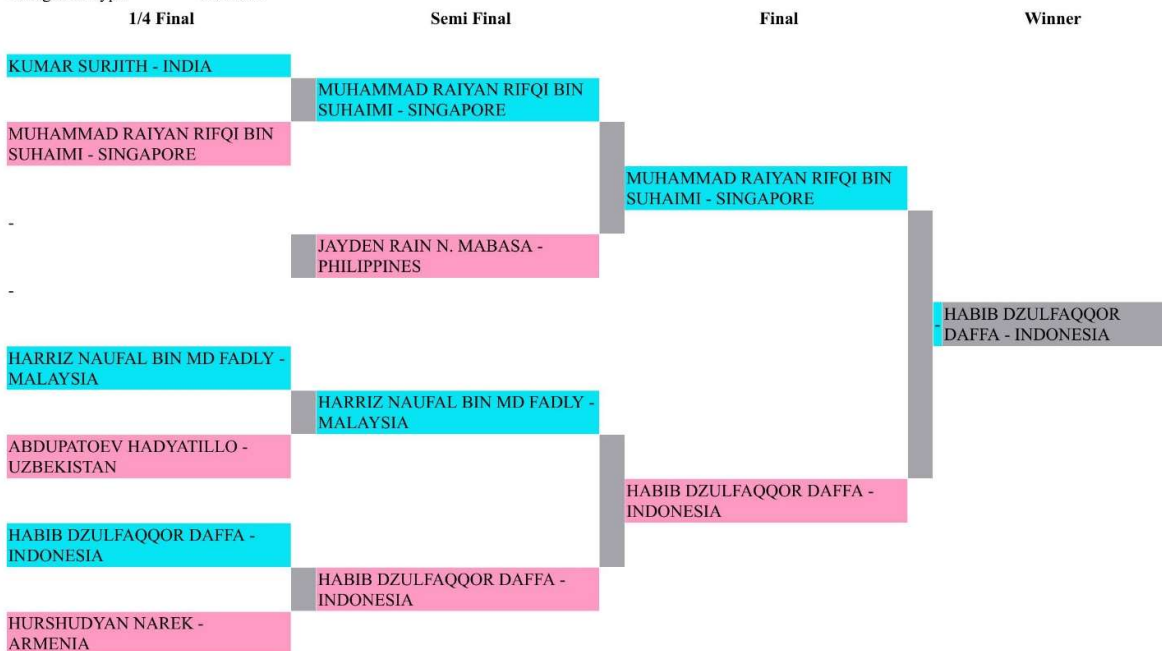 1/4 Final
Semi Final
Final
Winner
KUMAR SURJITH - INDIA
MUHAMMAD RAIYAN RIFQI BIN
SUHAIMI - SINGAPORE
-
-
HARRIZ NAUFAL BIN MD FADLY -
MALAYSIA
ABDUPATOEV HADYATILLO -
UZBEKISTAN
HABIB DZULFAQQOR DAFFA -
INDONESIA
HURSHUDYAN NAREK -
ARMENIA
MUHAMMAD RAIYAN RIFQI BIN
SUHAIMI - SINGAPORE
JAYDEN RAIN N. MABASA -
PHILIPPINES
HARRIZ NAUFAL BIN MD FADLY -
MALAYSIA
HABIB DZULFAQQOR DAFFA -
INDONESIA
MUHAMMAD RAIYAN RIFQI BIN
SUHAIMI - SINGAPORE
HABIB DZULFAQQOR DAFFA -
INDONESIA
-
HABIB DZULFAQQOR
DAFFA - INDONESIA